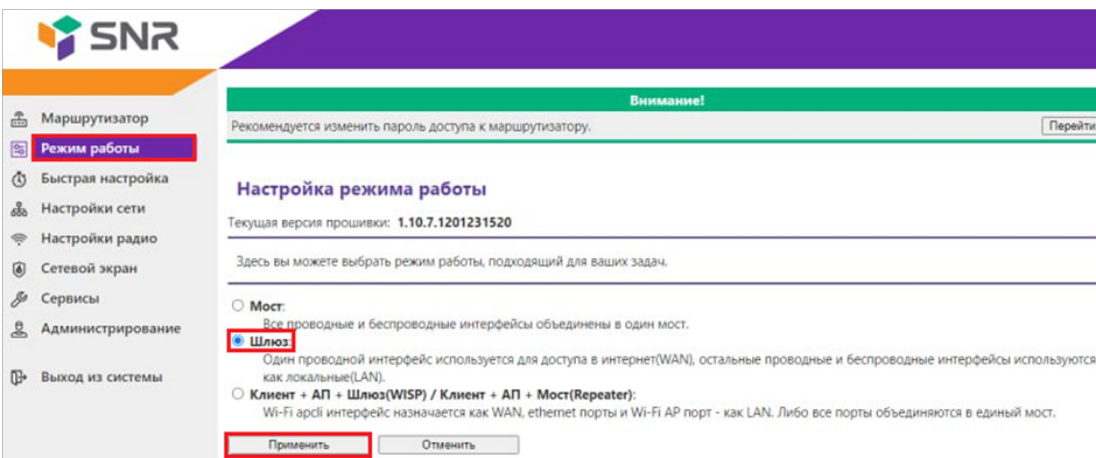 SNR
Внимание!
Маршрутизатор
Рекомендуется изменить пароль доступа к маршрутизатору.
Перейти
Режим работы
Быстрая настройка
Настройка режима работы
Настройки сети
Текущая версия прошивки: 1.10.7.1201231520
Настройки радио
Здесь вы можете выбрать режим работы, подходящий для ваших задач.
Сетевой экран
Сервисы
Мост:
Все проводные и беспроводные интерфейсы объединены в один мост.
Администрирование
Шлюз:
Один проводной интерфейс используется для доступа в интернет(WAN), остальные проводные и беспроводные интерфейсы используются
как локальные(LAN).
Выход из системы
Клиент + АП + Шлюз(WISP) / Клиент + АП + Мост(Repeater):
Wi-Fi apcli интерфейс назначается как WAN, ethernet порты и Wi-Fi AP порт - как LAN. Либо все порты объединяются в единый мост.
Применить
Отменить